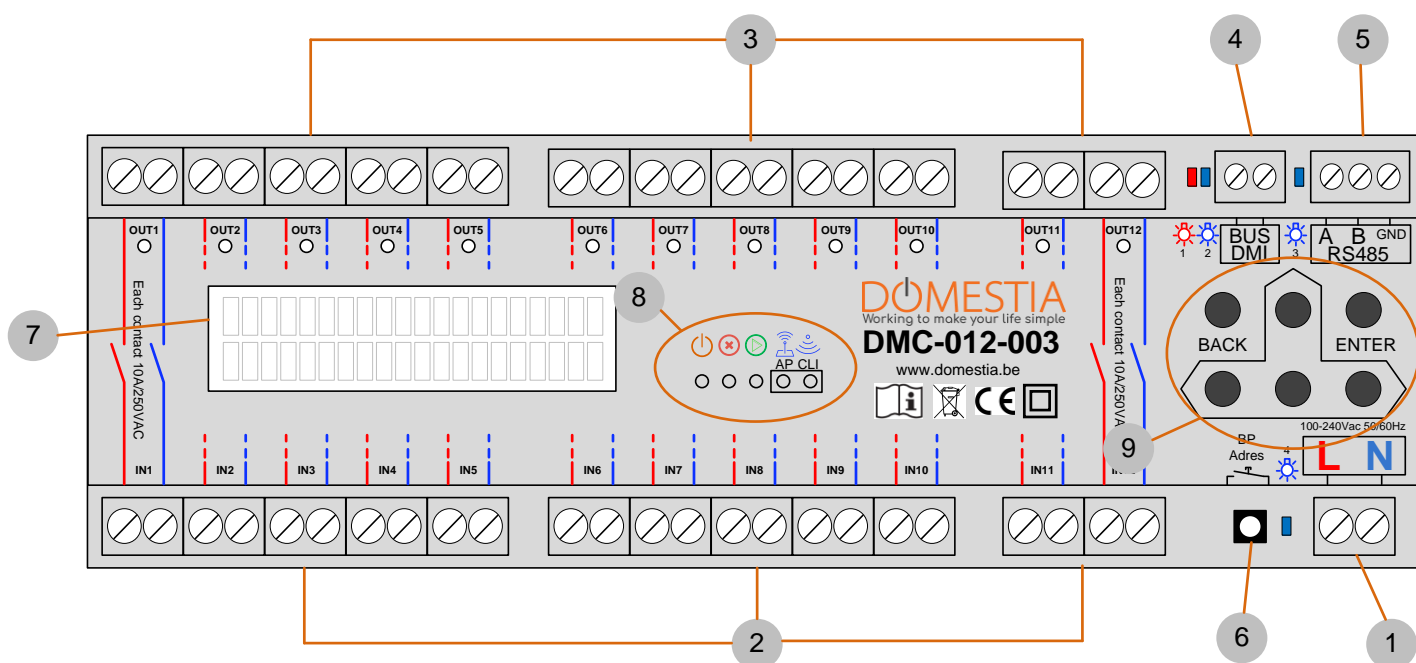 3
4
5
OUT1 OUT2 OUT3 OUT4 OUT5 OUT6 OUT7 OUT8 OUT9 OUT10 OUT11 OUT12
1 2
BUS
DMI
3
A B GND
RS485
7
8
Each contact 10A/250VAC
DOMESTIA
Working to make your life simple
DMC-012-003
www.domestia.be
AP CLI
i
CE
Each contact 10A/250VA
BACK
ENTER
9
100-240Vac 50/60Hz
BP
Adres
4
L N
IN1 IN2 IN3 IN4 IN5 IN6 IN7 IN8 IN9 IN10 IN11
2
6
1